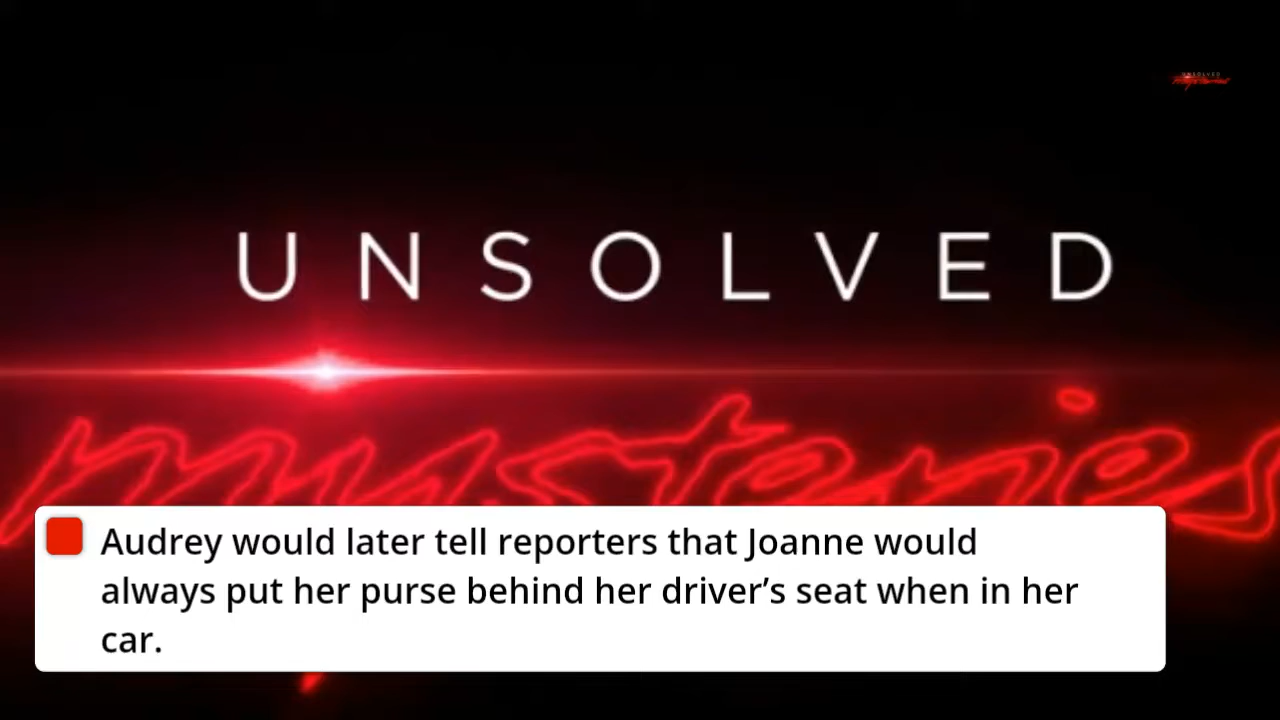 UNSOLVED
mysteries
Audrey would later tell reporters that Joanne would
always put her purse behind her driver’s seat when in her
car.